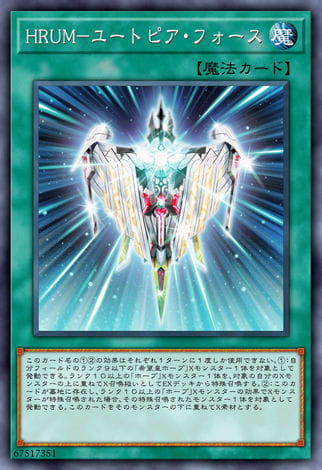 HRUM-ユートピア・フォース 魔
【魔法カード】
このカード名の①②の効果はそれぞれ1ターンに1度しか使用できない。①:自
分フィールドのランク9以下の「希望皇ホープ」Xモンスター1体を対象として
発動できる。ランク10以上の「ホープ」Xモンスター1体を、対象の自分のXモ
ンスターの上に重ねてX召喚扱いとしてEXデッキから特殊召喚する。②:このカ
ードが墓地に存在し、ランク10以上の「ホープ」Xモンスターの効果でXモンス
ターが特殊召喚された場合、その特殊召喚されたモンスター1体を対象として
発動できる。このカードをそのモンスターの下に重ねてX素材とする。
67517351